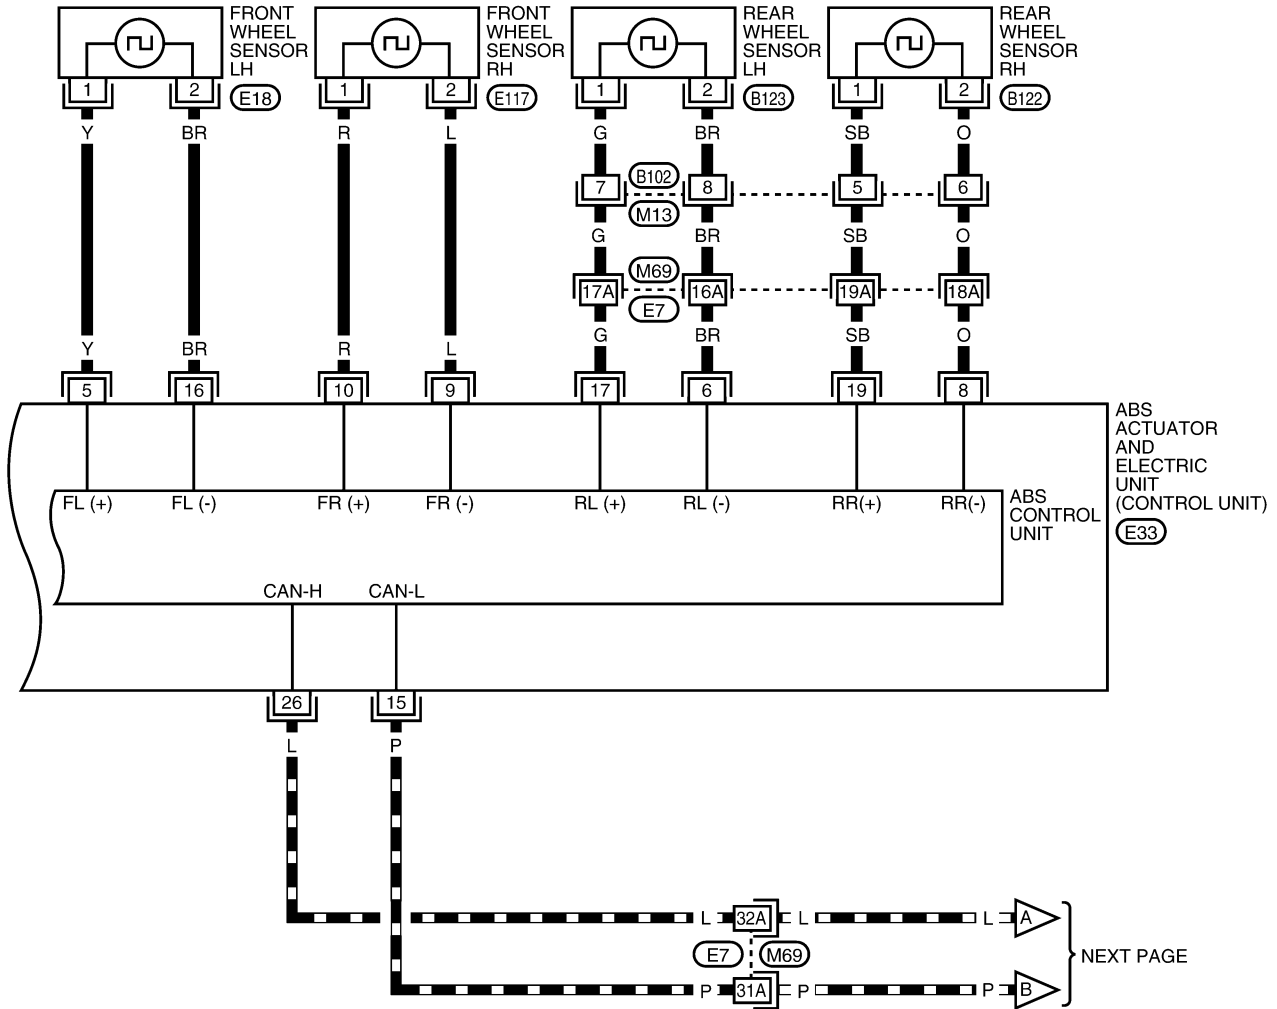 FRONT
WHEEL
SENSOR
LH
E18
FRONT
WHEEL
SENSOR
RH
E117
REAR
WHEEL
SENSOR
LH
B123
REAR
WHEEL
SENSOR
RH
B122
1 2 1 2 1 2 1 2
Y BR R L G BR SB O
7 B102 8 5 6
M13
G BR SB O
M69
17A 16A 19A 18A
E7
Y BR R L G BR SB O
5 16 10 9 17 6 19 8
ABS
ACTUATOR
AND
ELECTRIC
UNIT
(CONTROL UNIT)
E33
FL (+) FL (-) FR (+) FR (-) RL (+) RL (-) RR(+) RR(-)
ABS
CONTROL
UNIT
CAN-H CAN-L
26 15
L P
L 32A L L A
E7 M69
NEXT PAGE
P 31A P P B